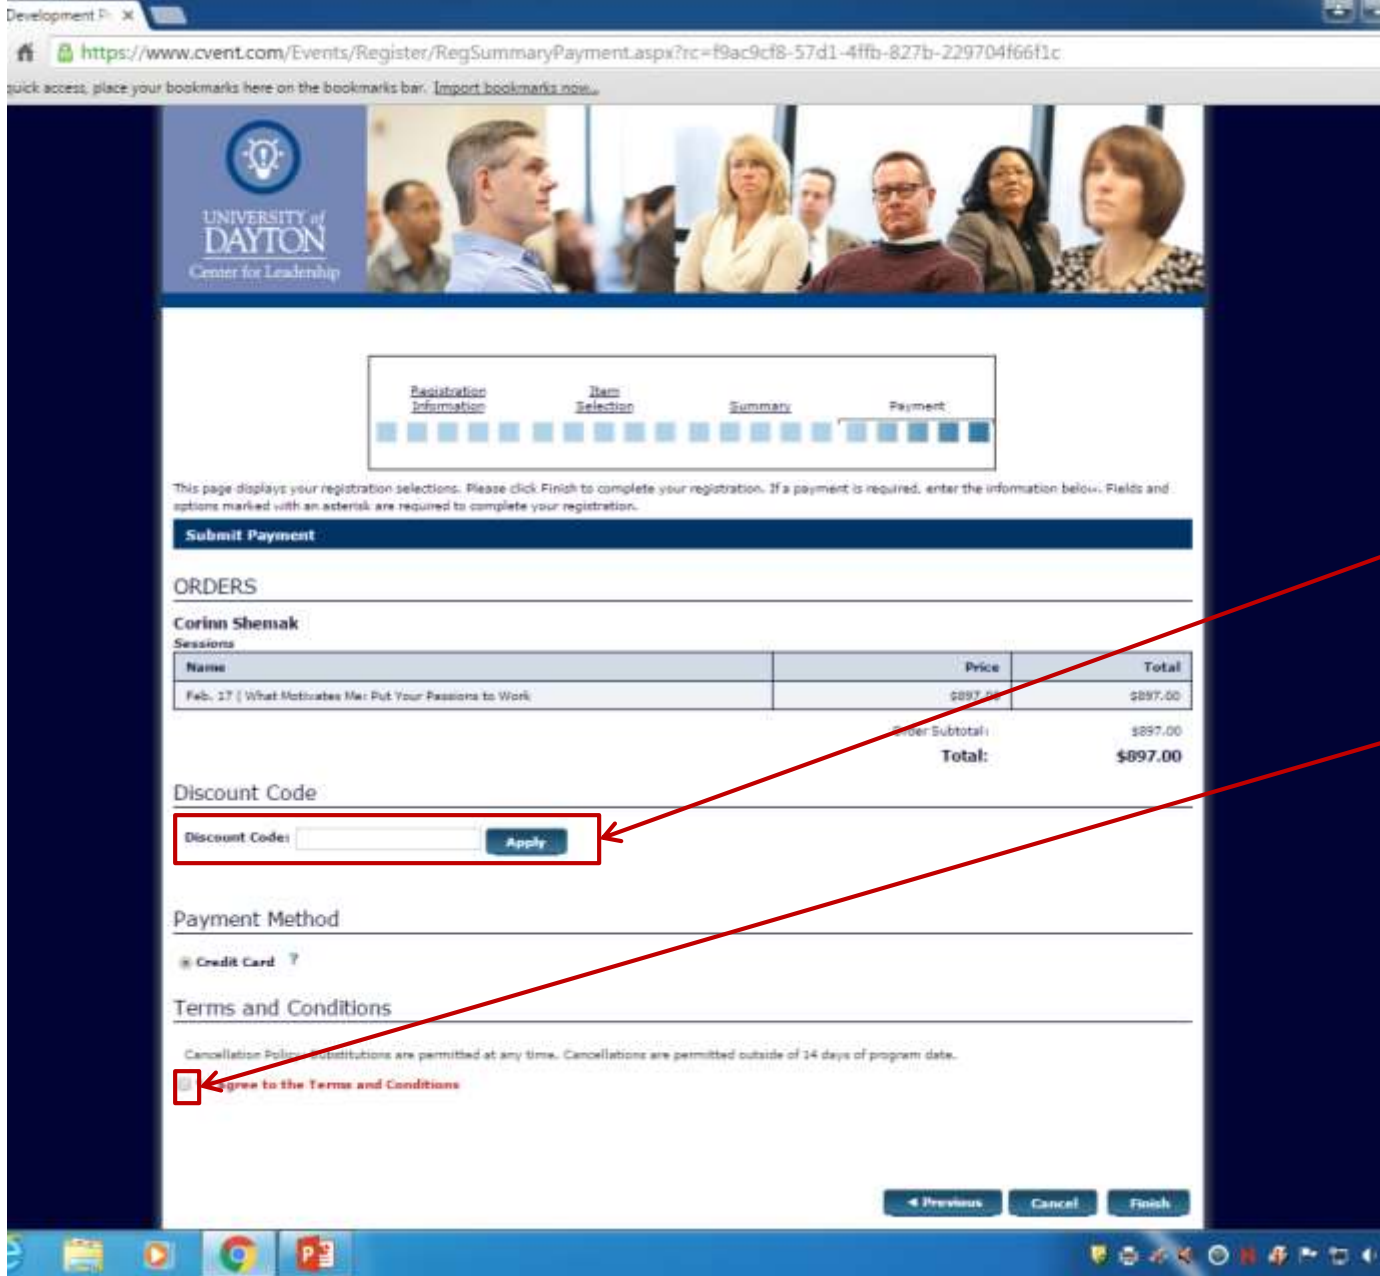 Development P
https://www.cvent.com/Events/Register/RegSummaryPayment.aspx?rc=f9ac9cf8-57d1-4ffb-827b-229704f66f1c
quick access, place your bookmarks here on the bookmarks bar. Import bookmarks now...
UNIVERSITY of
DAYTON
Center for Leadership
Registration
Information
Item
Selection
Summary
Payment
This page displays your registration selections. Please click Finish to complete your registration. If a payment is required, enter the information below. Fields and
options marked with an asterisk are required to complete your registration.
Submit Payment
ORDERS
Corinn Shemak
Sessions
Name Price Total
Feb. 17 | What Motivates Me: Put Your Passions to Work $897.00 $897.00
Order Subtotal: $897.00
Total: $897.00
Discount Code
Discount Code: Apply
Payment Method
Credit Card ?
Terms and Conditions
Cancellation Policy: Substitutions are permitted at any time. Cancellations are permitted outside of 14 days of program date.
agree to the Terms and Conditions
Previous Cancel Finish